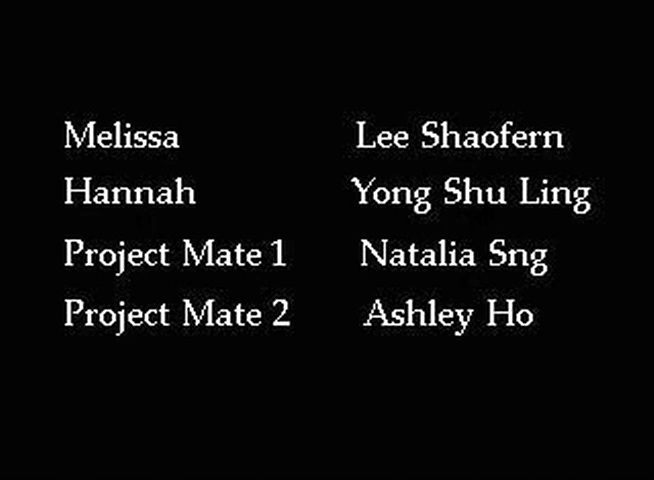 Melissa Lee Shaofern
Hannah Yong Shu Ling
Project Mate 1 Natalia Sng
Project Mate 2 Ashley Ho